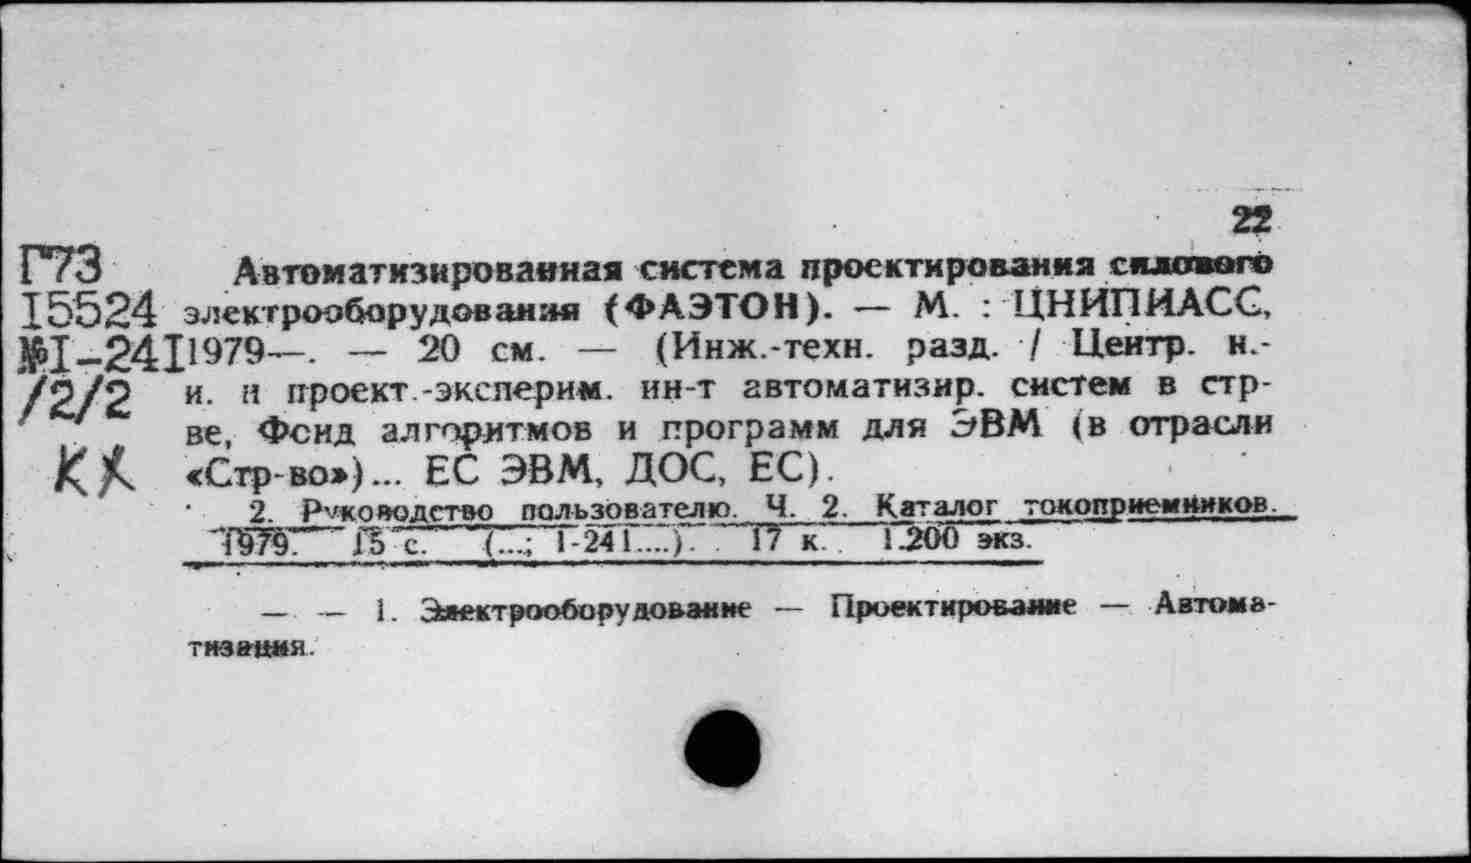 22
Г73 Автоматизированная система проектирования силового
I5524 электрооборудования (ФАЭТОН). — М. : ЦНИПИАСС,
№I-24I 1979—. — 20 см. — (Инж.-техн. разд. / Центр. н.-
/2/2 и. и проект.-эксперим. ин-т автоматизир. систем в стр-
ве, Фонд алгоритмов и программ для ЭВМ (в отрасли
КХ «Стр-во»)... ЕС ЭВМ, ДОС, ЕС).
2. Руководство пользователю. Ч. 2. Каталог токоприемников.
1979. 15 с. (...; 1-241....). 17 к. 1.200 экз.
— — 1. Электрооборудование — Проектирование — Автома-
тизация.